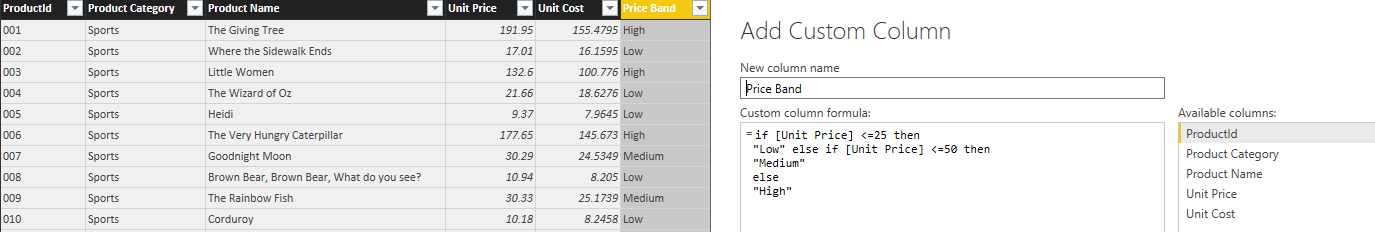 ProductId Product Category Product Name Unit Price Unit Cost Price Band
001 Sports The Giving Tree 191.95 155.4795 High
002 Sports Where the Sidewalk Ends 17.01 16.1595 Low
003 Sports Little Women 132.6 100.776 High
004 Sports The Wizard of Oz 21.66 18.6276 Low
005 Sports Heidi 9.37 7.9645 Low
006 Sports The Very Hungry Caterpillar 177.65 145.673 High
007 Sports Goodnight Moon 30.29 24.5349 Medium
008 Sports Brown Bear, Brown Bear, What do you see? 10.94 8.205 Low
009 Sports The Rainbow Fish 30.33 25.1739 Medium
010 Sports Corduroy 10.18 8.2458 Low
Add Custom Column
New column name
Price Band
Custom column formula:
=if [Unit Price] <=25 then
"Low" else if [Unit Price] <=50 then
"Medium"
else
"High"
Available columns:
ProductId
Product Category
Product Name
Unit Price
Unit Cost